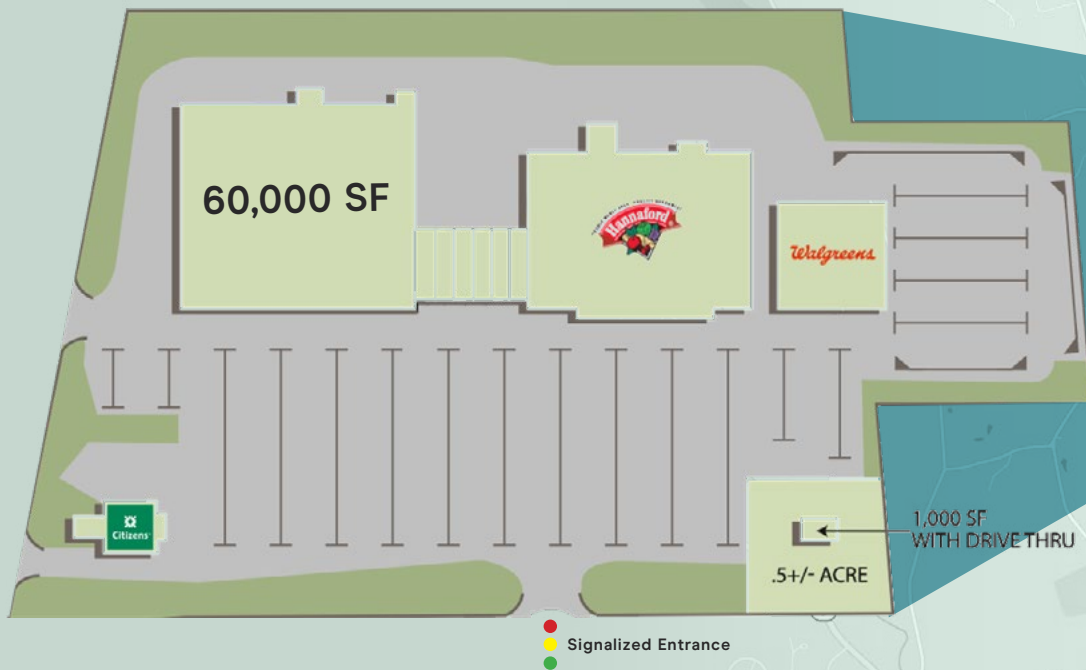 60,000 SF
Hannaford
Walgreens
Citizens
1,000 SF
WITH DRIVE THRU
.5+/- ACRE
Signalized Entrance